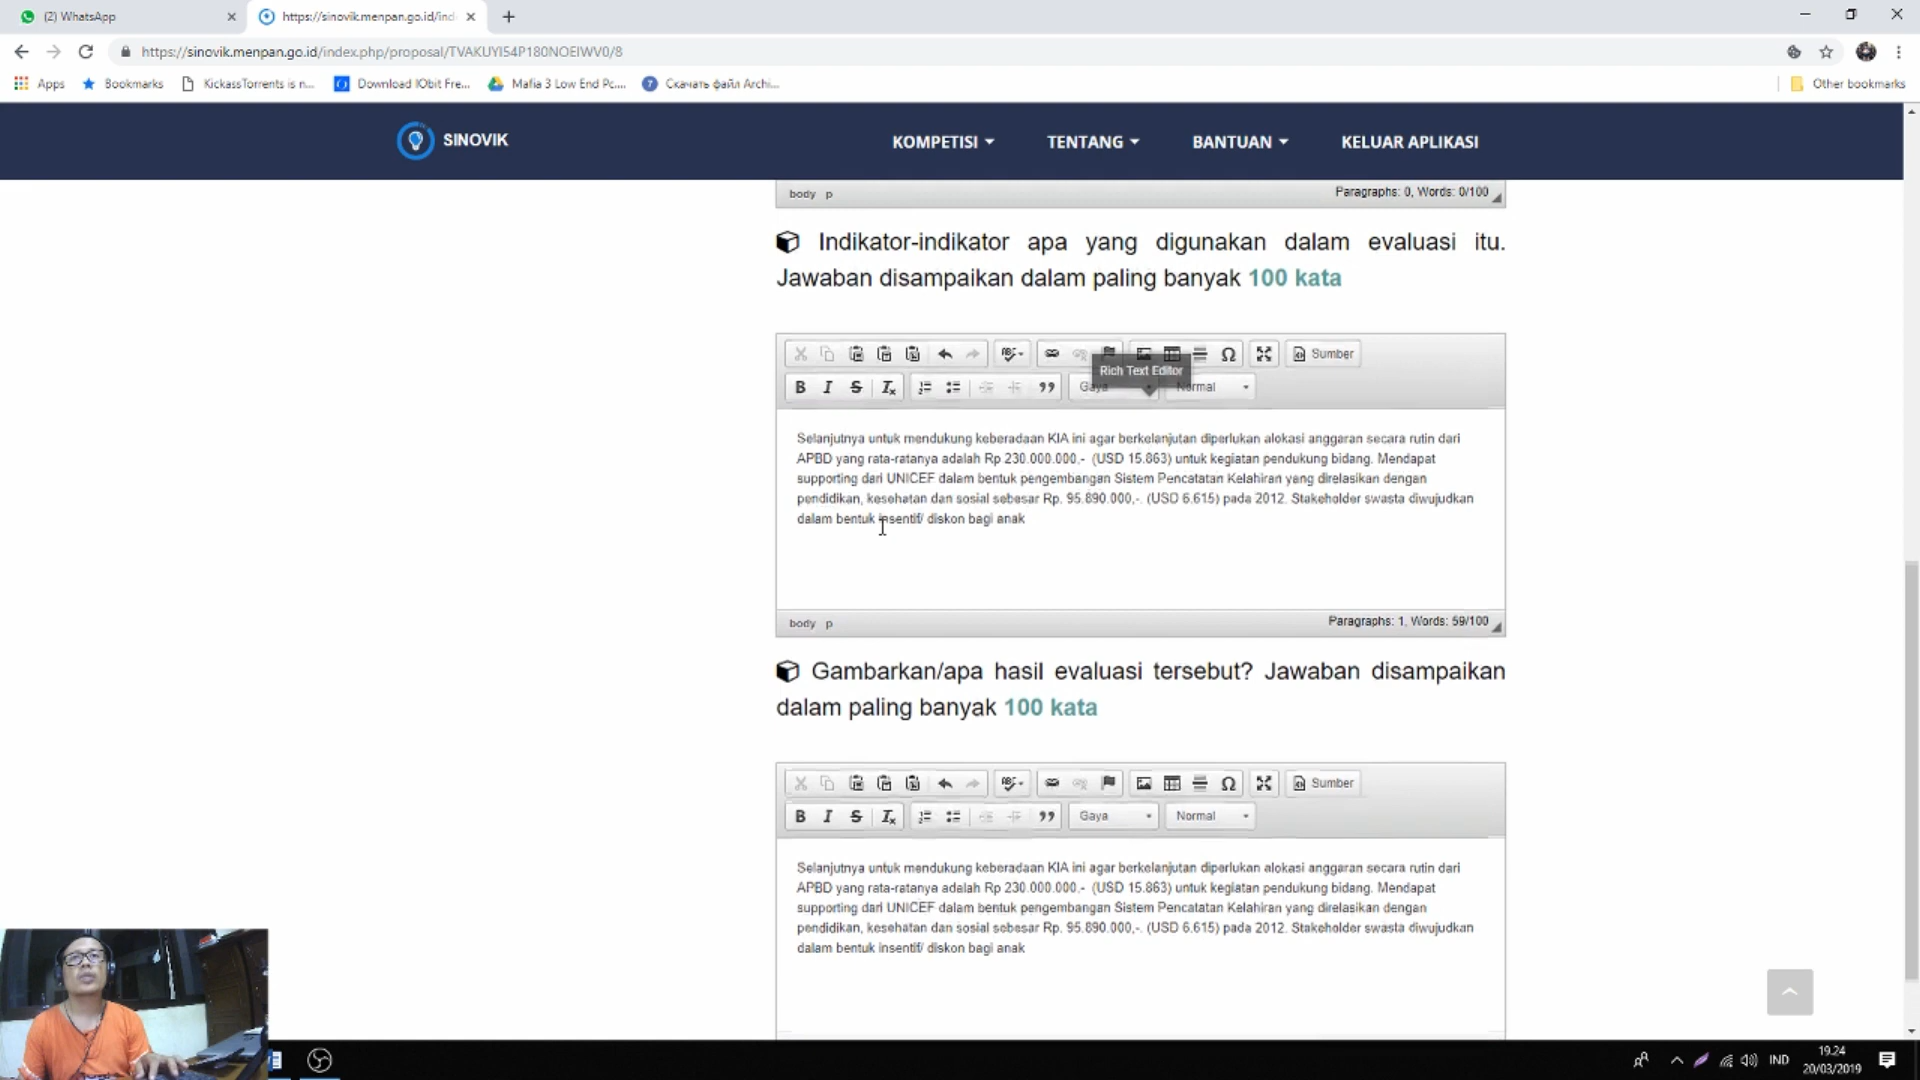 (2) WhatsApp
https://sinovik.menpan.go.id/ind
https://sinovik.menpan.go.id/index.php/proposal/TVAKUYI54P180NOEIWV0/8
Apps
Bookmarks
KickassTorrents is n...
Download IObit Fre...
Mafia 3 Low End Pc....
Скачать файл Archi...
Other bookmarks
SINOVIK
KOMPETISI
TENTANG
BANTUAN
KELUAR APLIKASI
body p
Paragraphs: 0, Words: 0/100
Indikator-indikator apa yang digunakan dalam evaluasi itu.
Jawaban disampaikan dalam paling banyak 100 kata
Sumber
Rich Text Editor
Gaya
Normal
Selanjutnya untuk mendukung keberadaan KIA ini agar berkelanjutan diperlukan alokasi anggaran secara rutin dari
APBD yang rata-ratanya adalah Rp 230.000.000,- (USD 15.863) untuk kegiatan pendukung bidang. Mendapat
supporting dari UNICEF dalam bentuk pengembangan Sistem Pencatatan Kelahiran yang direlasikan dengan
pendidikan, kesehatan dan sosial sebesar Rp. 95.890.000,-. (USD 6.615) pada 2012. Stakeholder swasta diwujudkan
dalam bentuk insentif/ diskon bagi anak
body p
Paragraphs: 1, Words: 59/100
Gambarkan/apa hasil evaluasi tersebut? Jawaban disampaikan
dalam paling banyak 100 kata
Sumber
Gaya
Normal
Selanjutnya untuk mendukung keberadaan KIA ini agar berkelanjutan diperlukan alokasi anggaran secara rutin dari
APBD yang rata-ratanya adalah Rp 230.000.000,- (USD 15.863) untuk kegiatan pendukung bidang. Mendapat
supporting dari UNICEF dalam bentuk pengembangan Sistem Pencatatan Kelahiran yang direlasikan dengan
pendidikan, kesehatan dan sosial sebesar Rp. 95.890.000,-. (USD 6.615) pada 2012. Stakeholder swasta diwujudkan
dalam bentuk insentif/ diskon bagi anak
IND
19.24
20/03/2019